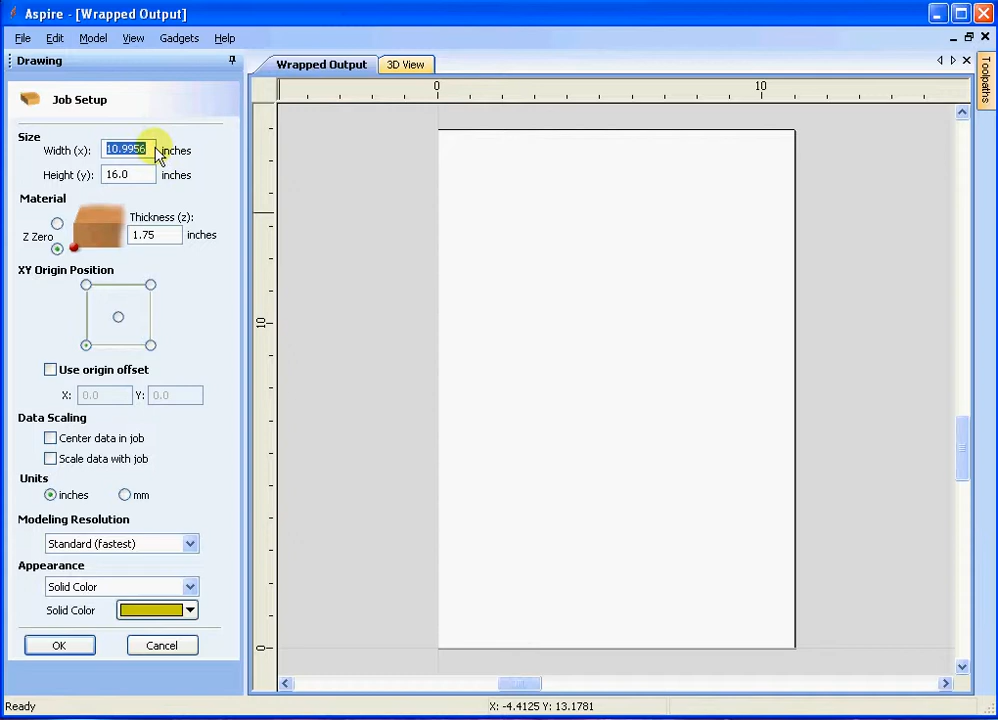 Aspire - [Wrapped Output]
File Edit Model View Gadgets Help
Drawing
Wrapped Output 3D View
Toolpaths
Job Setup
0 10
Size
Width (x): 10.9956 inches
Height (y): 16.0 inches
Material
Thickness (z):
Z Zero 1.75 inches
XY Origin Position
10
Use origin offset
X: 0.0 Y: 0.0
Data Scaling
Center data in job
Scale data with job
Units
inches mm
Modeling Resolution
Standard (fastest)
Appearance
Solid Color
Solid Color
OK Cancel
0
Ready X: -4.4125 Y: 13.1781